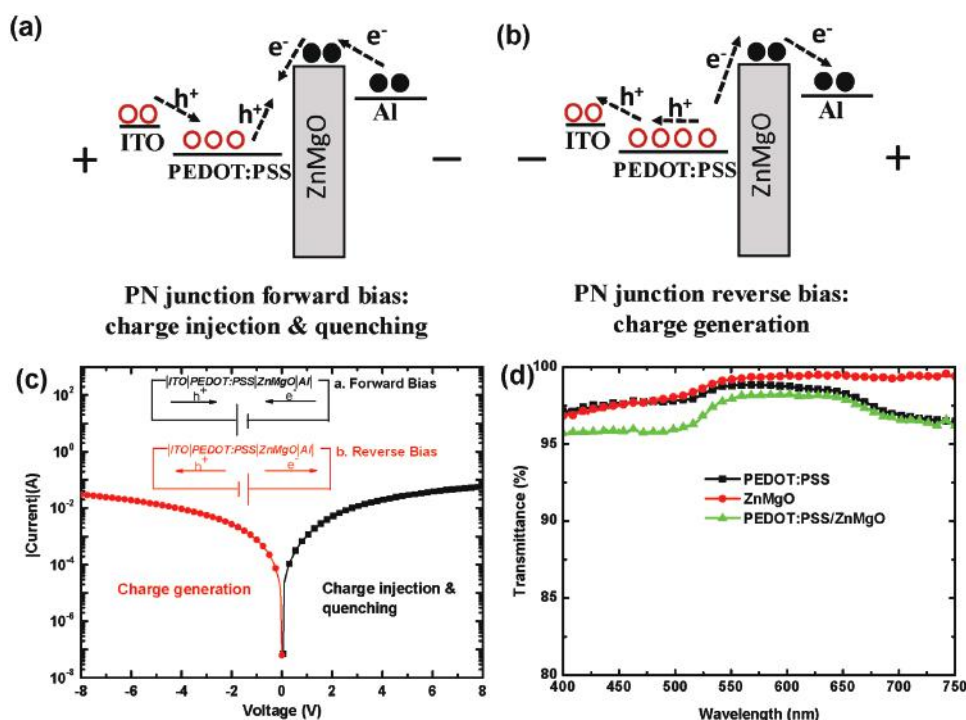 (a)
e-
e-
h+
h+
ITO
PEDOT:PSS
ZnMgO
Al
+
−
PN junction forward bias:
charge injection & quenching
(b)
e-
e-
h+
h+
ITO
PEDOT:PSS
ZnMgO
Al
−
+
PN junction reverse bias:
charge generation
(c)
|ITO|PEDOT:PSS|ZnMgO|Al|
a. Forward Bias
h+
e-
|ITO|PEDOT:PSS|ZnMgO|Al|
b. Reverse Bias
h+
e-
Charge generation
Charge injection &
quenching
|Current|(A)
10^2
10^0
10^-2
10^-4
10^-6
10^-8
-8 -6 -4 -2 0 2 4 6 8
Voltage (V)
(d)
Transmittance (%)
100
95
90
85
80
PEDOT:PSS
ZnMgO
PEDOT:PSS/ZnMgO
400 450 500 550 600 650 700 750
Wavelength (nm)